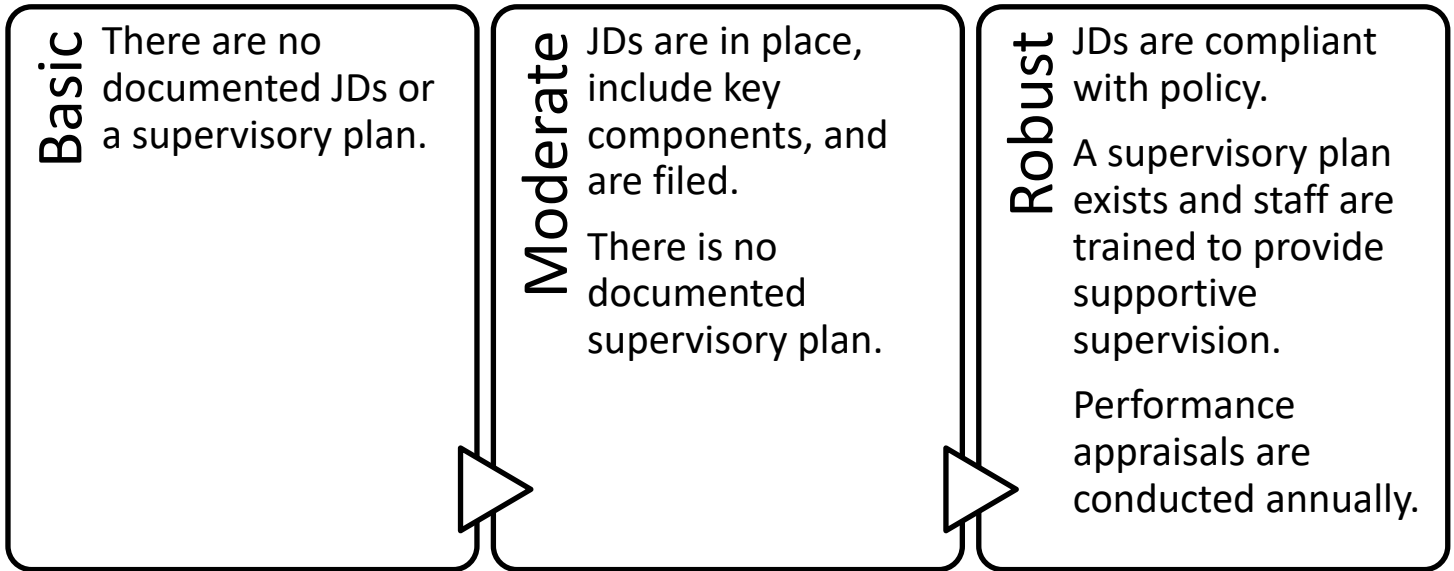 Basic
There are no
documented JDs or
a supervisory plan.
Moderate
JDs are in place,
include key
components, and
are filed.
There is no
documented
supervisory plan.
Robust
JDs are compliant
with policy.
A supervisory plan
exists and staff are
trained to provide
supportive
supervision.
Performance
appraisals are
conducted annually.